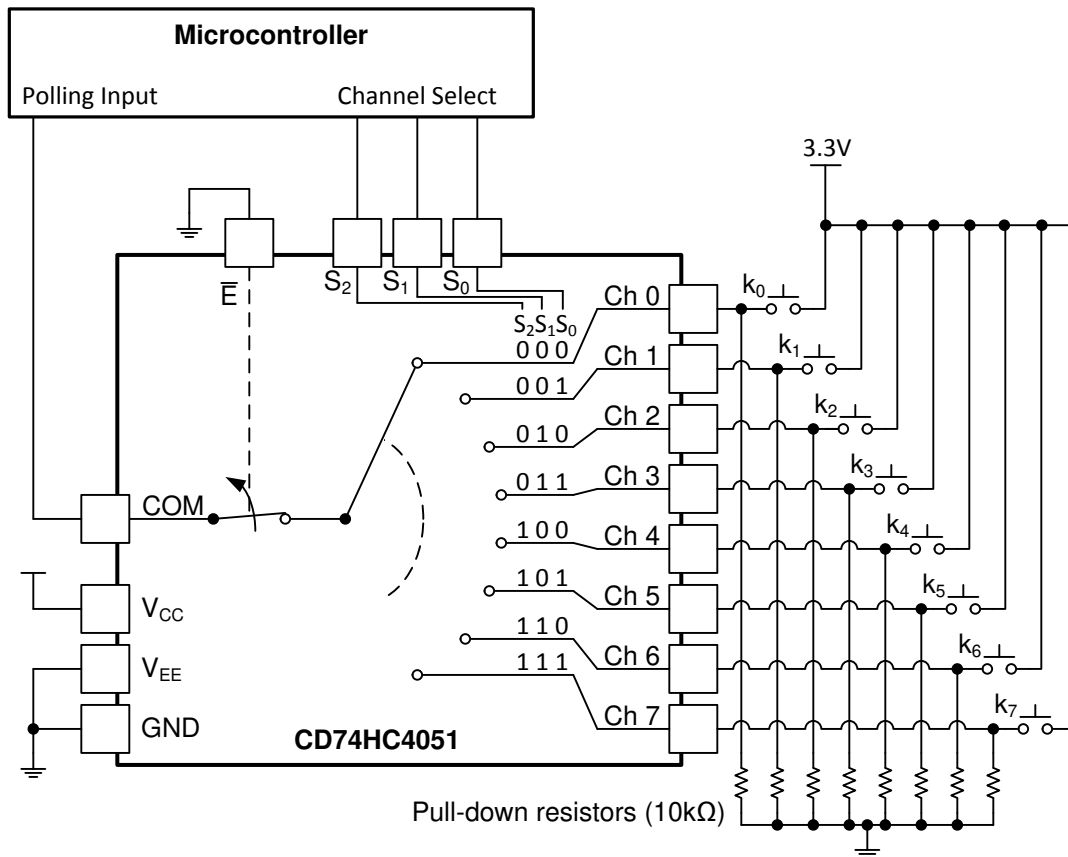 Microcontroller
Polling Input
Channel Select
3.3V
E
S2
S1
S0
S2S1S0
000
001
010
011
100
101
110
111
Ch 0
Ch 1
Ch 2
Ch 3
Ch 4
Ch 5
Ch 6
Ch 7
k0
k1
k2
k3
k4
k5
k6
k7
COM
VCC
VEE
GND
CD74HC4051
Pull-down resistors (10kΩ)